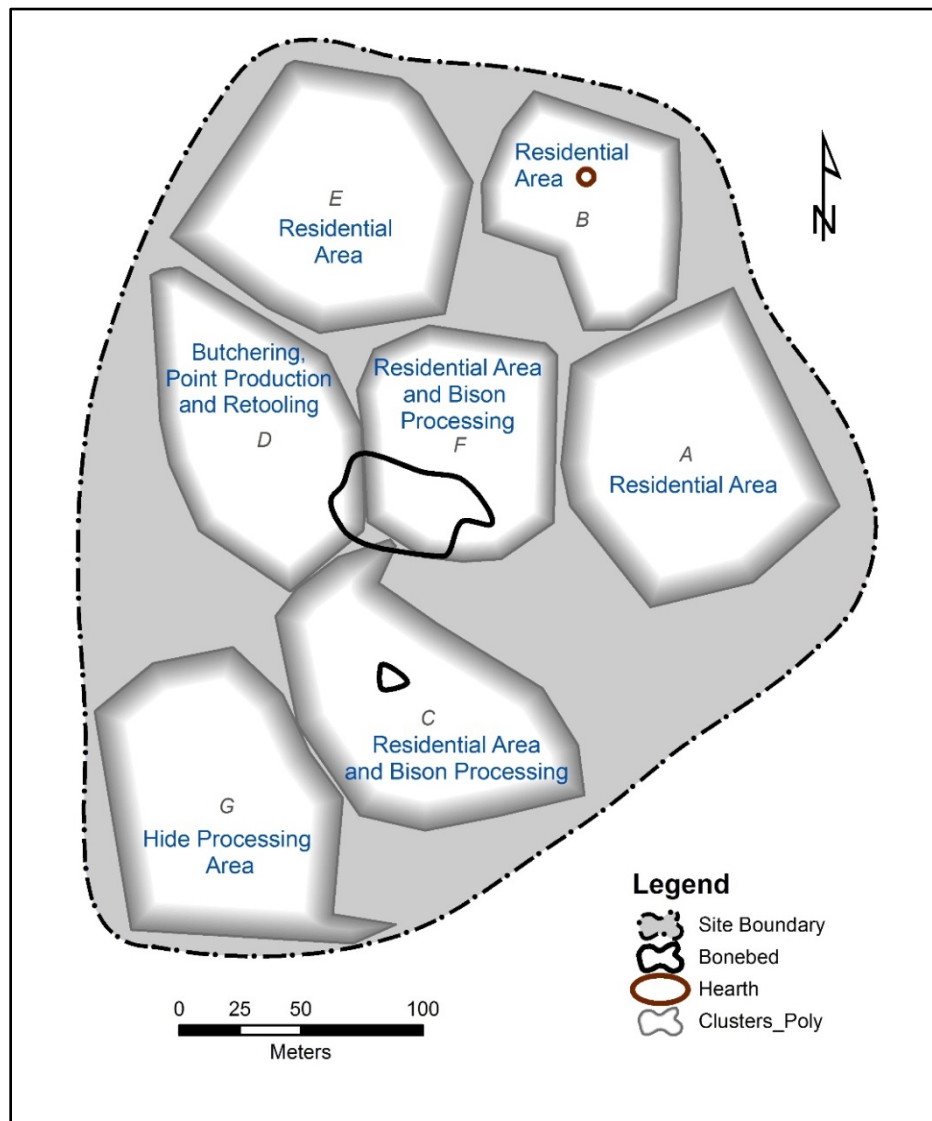 Residential
Area
B
E
Residential
Area
N
Butchering,
Point Production
and Retooling
D
Residential Area
and Bison
Processing
F
A
Residential Area
C
Residential Area
and Bison Processing
G
Hide Processing
Area
Legend
Site Boundary
Bonebed
Hearth
Clusters_Poly
0 25 50 100
Meters